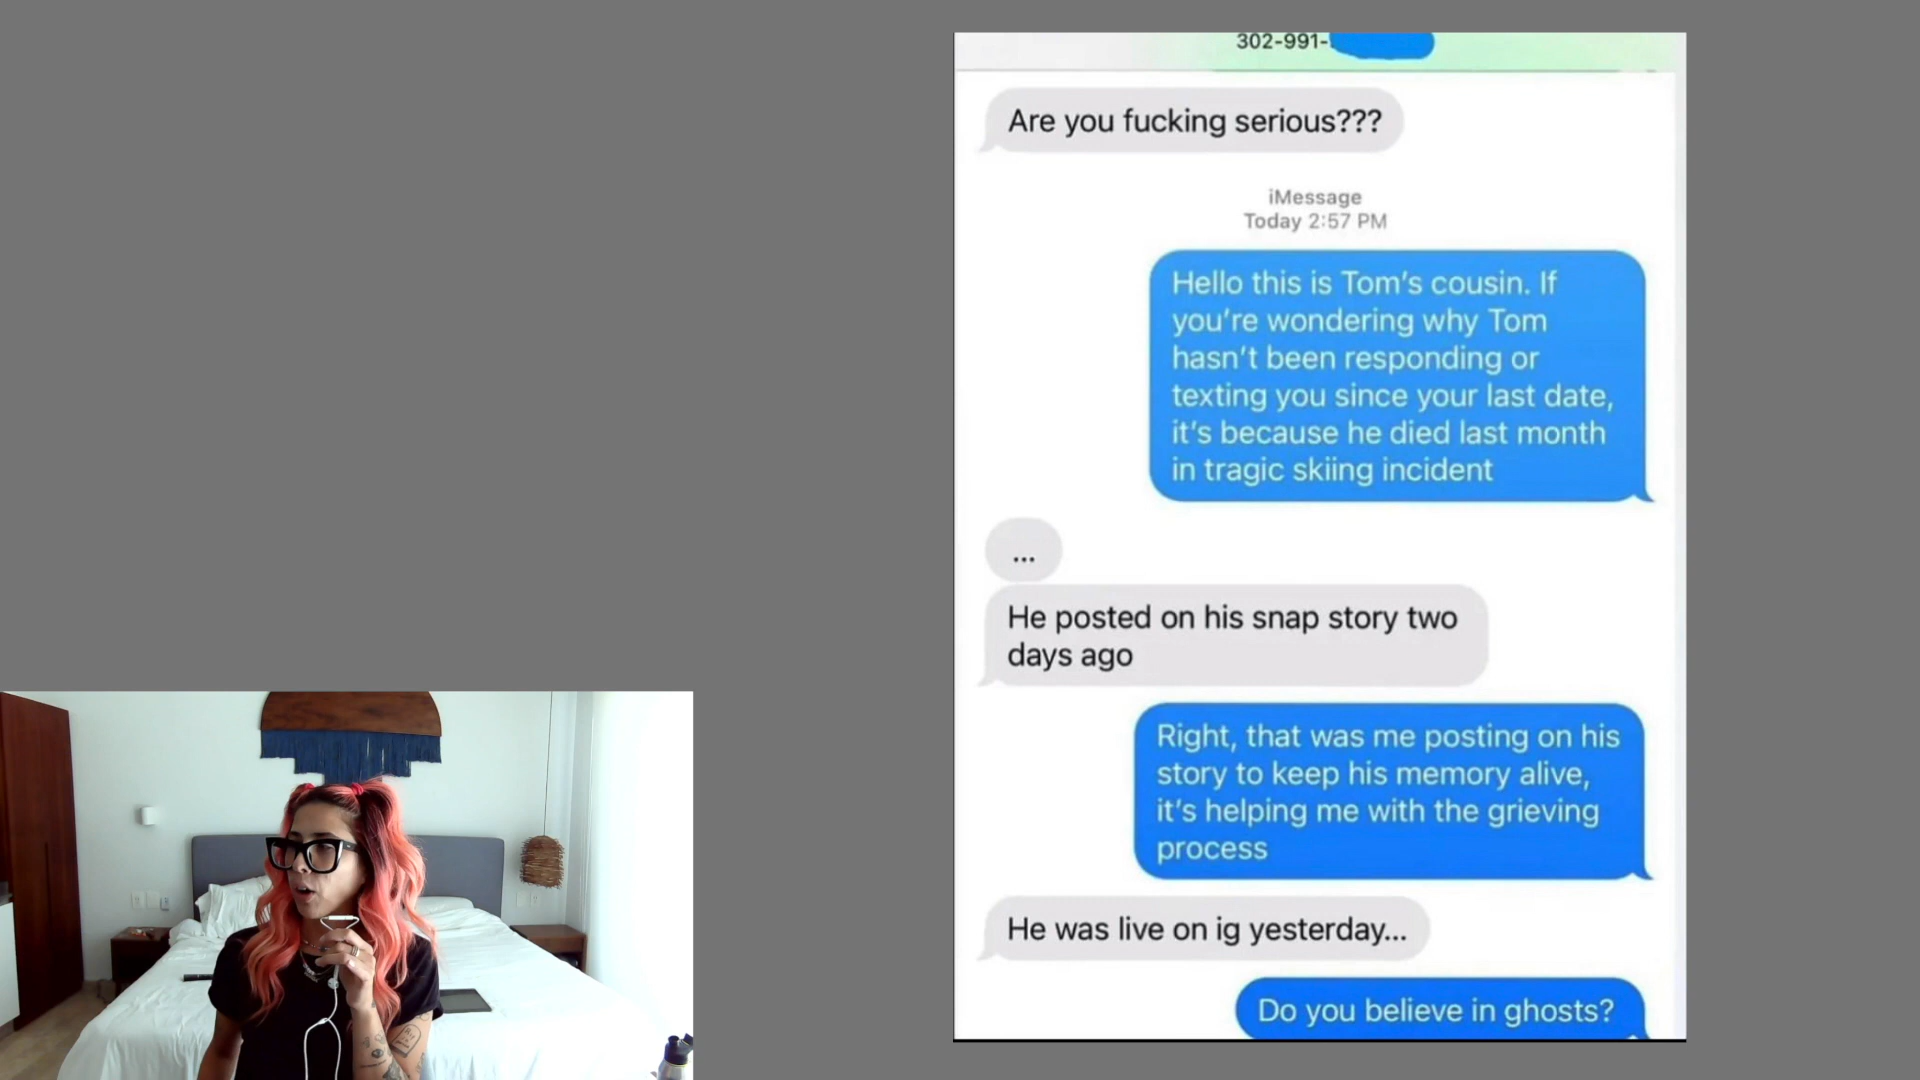 302-991-
Are you fucking serious???
iMessage
Today 2:57 PM
Hello this is Tom's cousin. If
you're wondering why Tom
hasn't been responding or
texting you since your last date,
it's because he died last month
in tragic skiing incident
...
He posted on his snap story two
days ago
Right, that was me posting on his
story to keep his memory alive,
it's helping me with the grieving
process
He was live on ig yesterday...
Do you believe in ghosts?